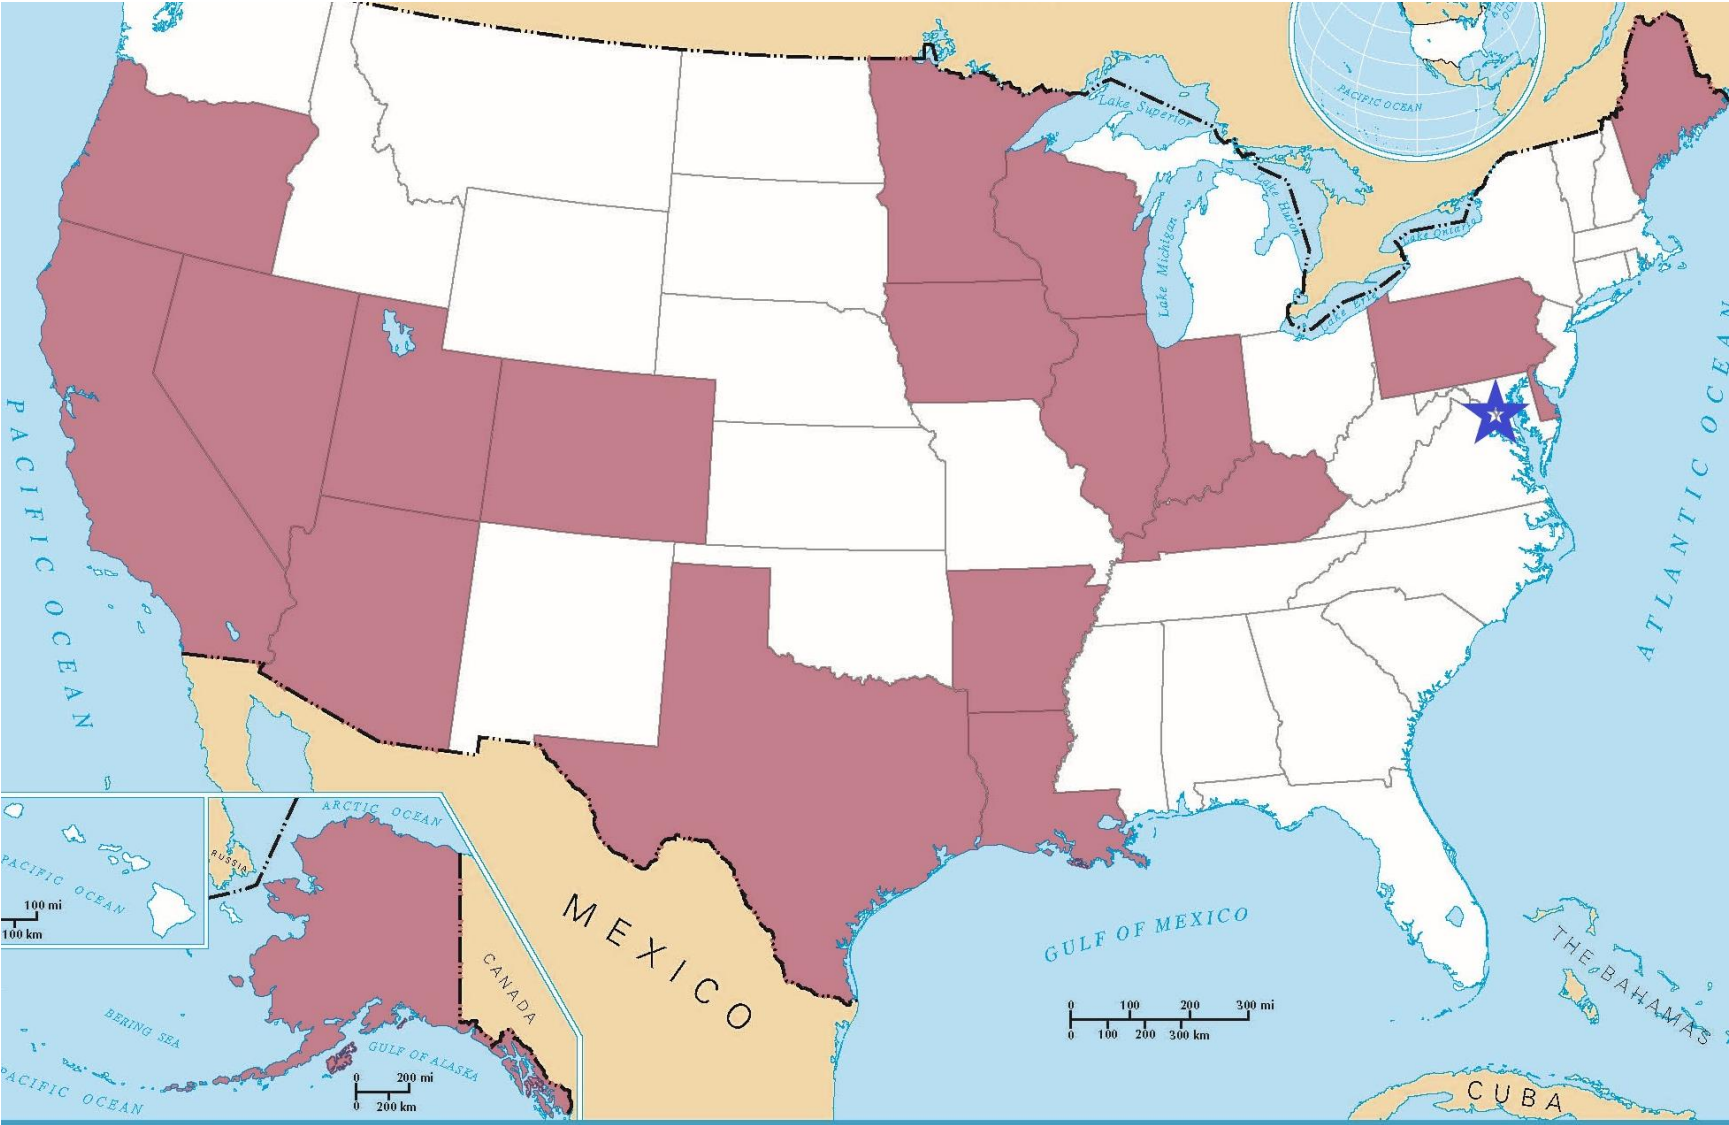 PACIFIC OCEAN
Lake Superior
Lake Michigan
Lake Huron
Lake Ontario
Lake Erie
PACIFIC OCEAN
ATLANTIC OCEAN
ARCTIC OCEAN
RUSSIA
PACIFIC OCEAN
100 mi
100 km
CANADA
BERING SEA
GULF OF ALASKA
PACIFIC OCEAN
0 200 mi
0 200 km
MEXICO
GULF OF MEXICO
0 100 200 300 mi
0 100 200 300 km
THE BAHAMAS
CUBA